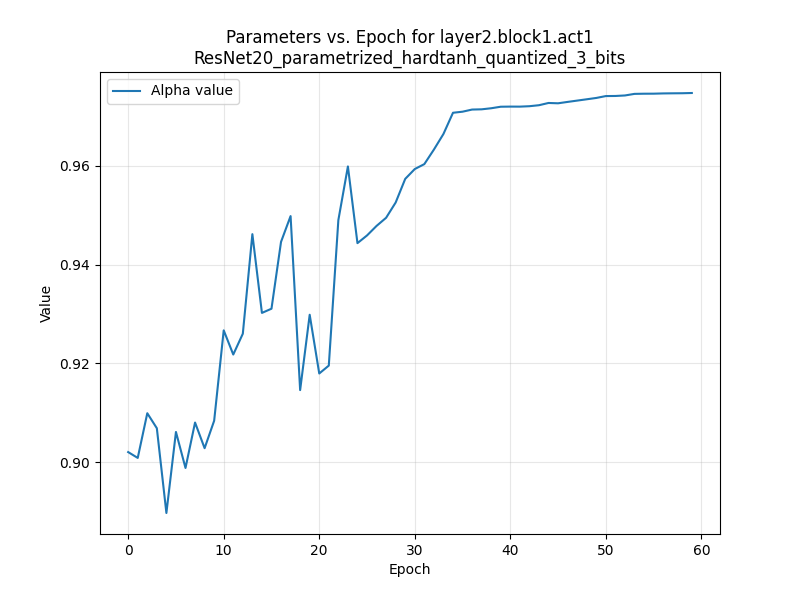 Parameters vs. Epoch for layer2.block1.act1
ResNet20_parametrized_hardtanh_quantized_3_bits
Alpha value
0.96
0.94
0.92
0.90
Value
0 10 20 30 40 50 60
Epoch